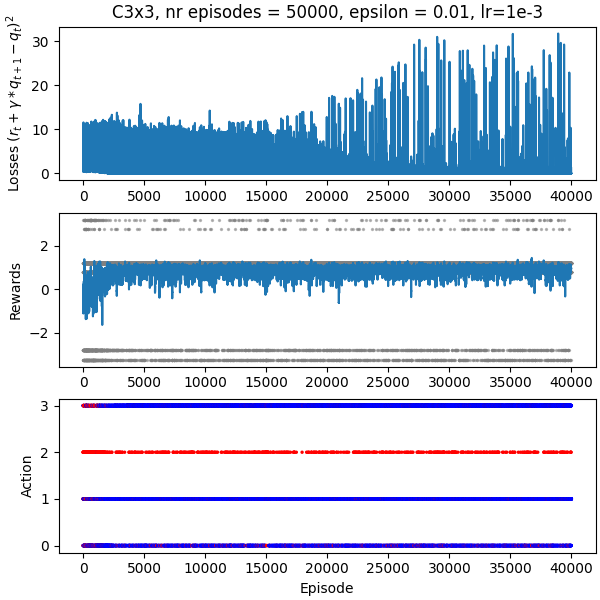 C3x3, nr episodes = 50000, epsilon = 0.01, lr=1e-3
Losses $(r_t + \gamma * q_{t+1} - q_t)^2$
30
20
10
0
0 5000 10000 15000 20000 25000 30000 35000 40000
Rewards
2
0
−2
0 5000 10000 15000 20000 25000 30000 35000 40000
Action
3
2
1
0
0 5000 10000 15000 20000 25000 30000 35000 40000
Episode